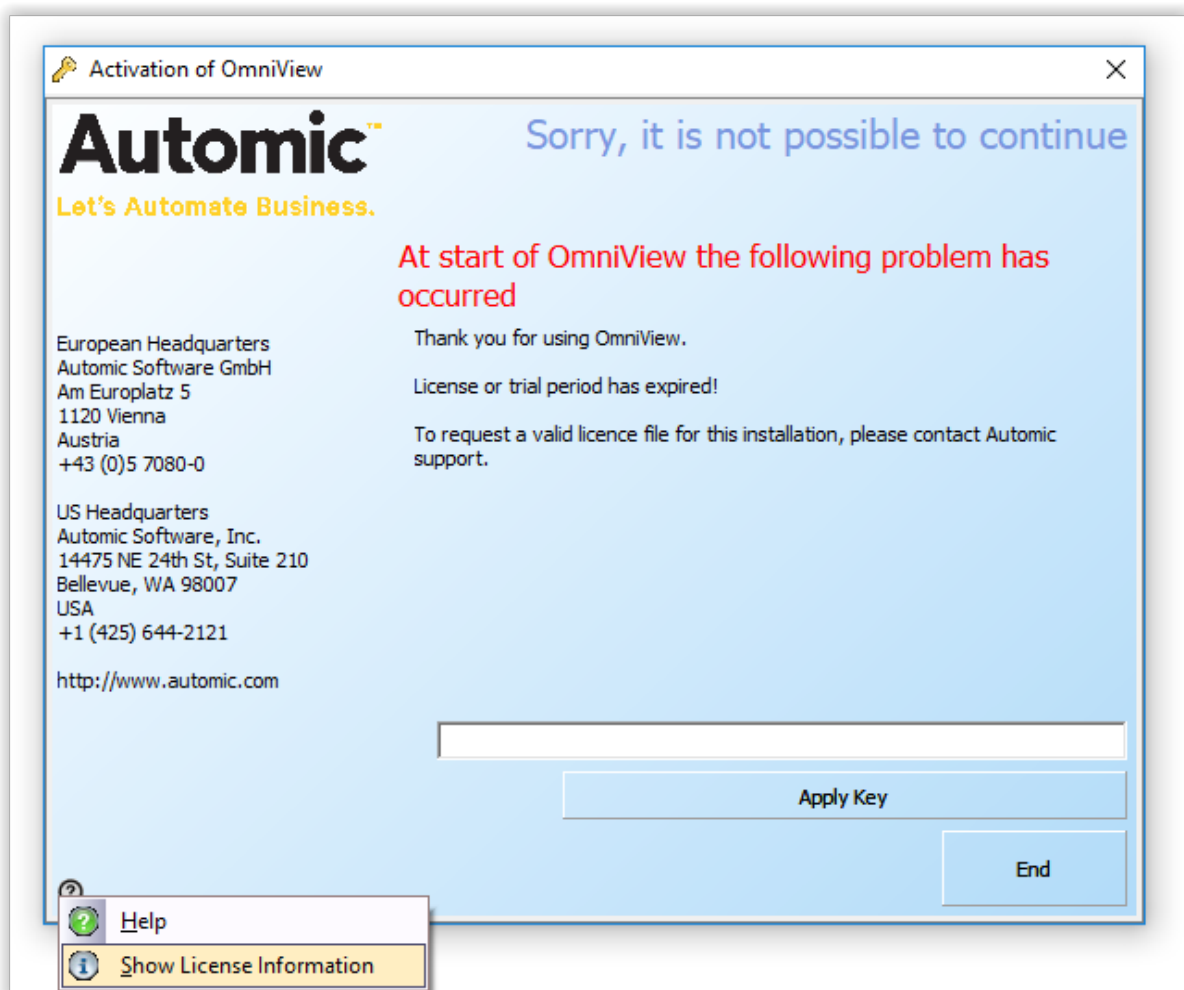 Activation of OmniView
Automic™
Let's Automate Business.
Sorry, it is not possible to continue
At start of OmniView the following problem has
occurred
Thank you for using OmniView.
License or trial period has expired!
To request a valid licence file for this installation, please contact Automic
support.
European Headquarters
Automic Software GmbH
Am Europlatz 5
1120 Vienna
Austria
+43 (0)5 7080-0
US Headquarters
Automic Software, Inc.
14475 NE 24th St, Suite 210
Bellevue, WA 98007
USA
+1 (425) 644-2121
http://www.automic.com
Apply Key
End
Help
Show License Information